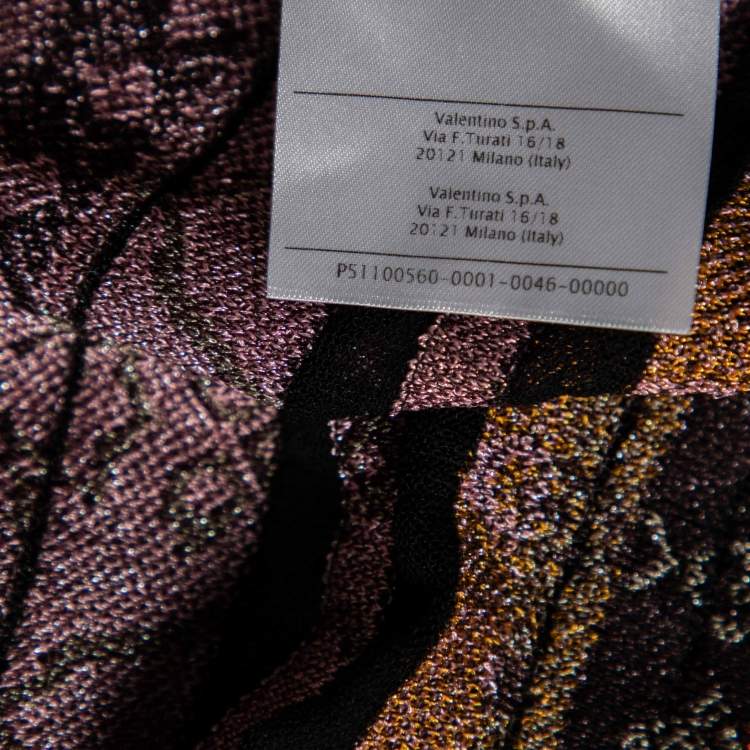 Valentino S.p.A.
Via F.Turati 16/18
20121 Milano (Italy)
Valentino S.p.A.
Via F.Turati 16/18
20121 Milano (Italy)
P51100560-0001-0046-00000